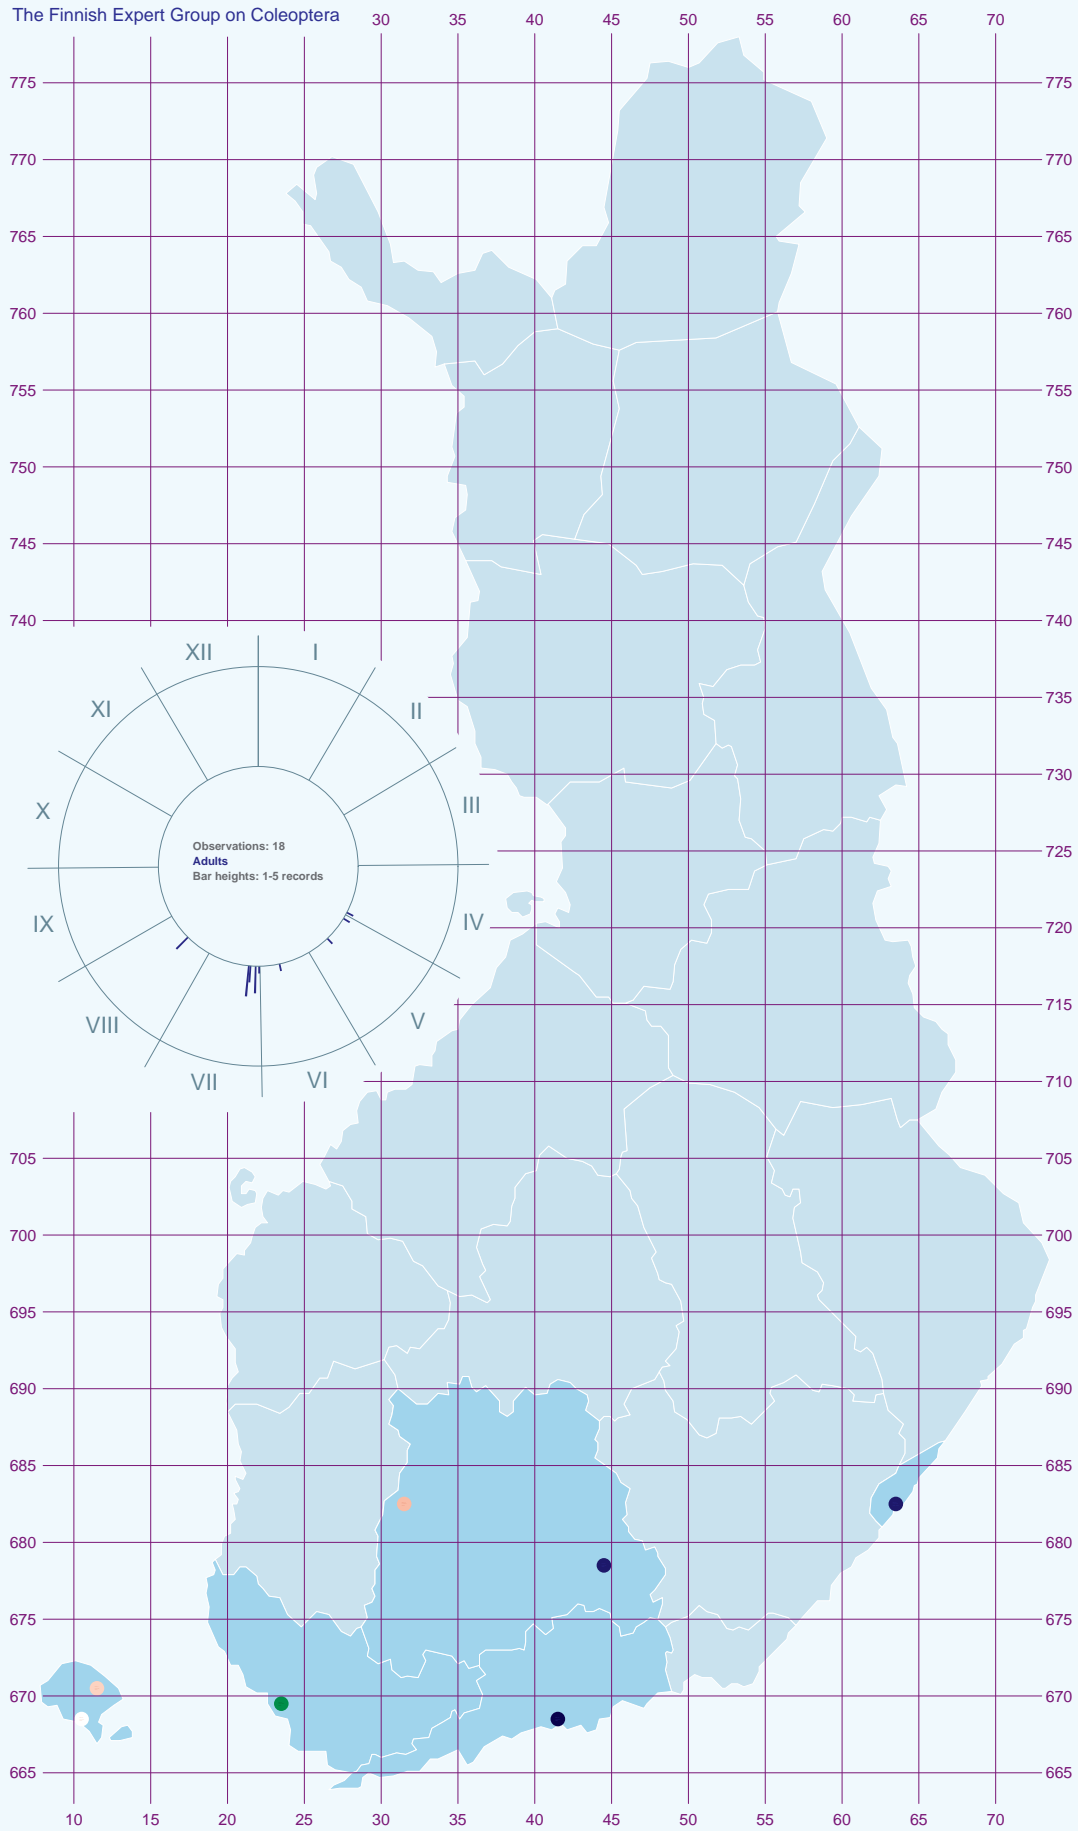 The Finnish Expert Group on Coleoptera 30 35 40 45 50 55 60 65 70
775 775
770 770
765 765
760 760
755 755
750 750
745 745
740 740
XII I
735
XI II
730
III
X
Observations: 18
725
Adults
Bar heights: 1-5 records
IX IV 720
715
VIII V
VII VI 710
705 705
700 700
695 695
690 690
685 685
680 680
675 675
670 670
665 665
10 15 20 25 30 35 40 45 50 55 60 65 70